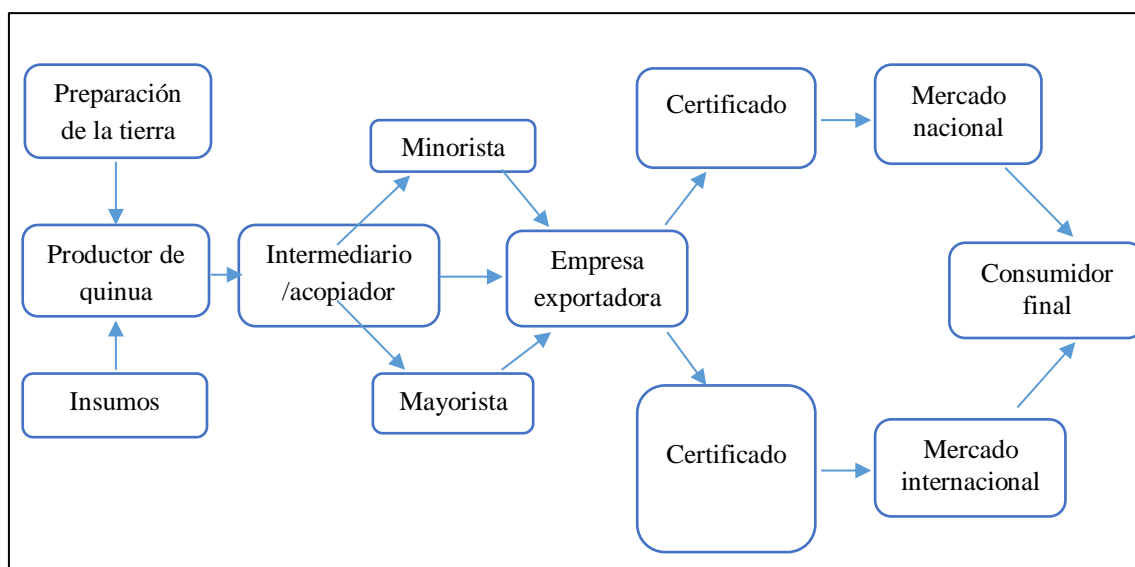 Preparación
de la tierra
Productor de
quinua
Insumos
Intermediario
/acopiador
Minorista
Mayorista
Empresa
exportadora
Certificado
Mercado
nacional
Certificado
Mercado
internacional
Consumidor
final